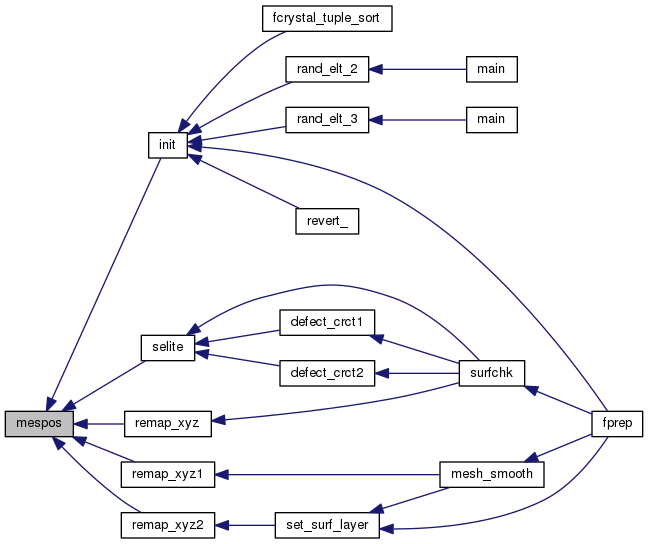 fcrystal_tuple_sort
rand_elt_2
main
rand_elt_3
main
init
revert_
defect_crct1
selite
defect_crct2
surfchk
mespos
remap_xyz
fprep
remap_xyz1
mesh_smooth
remap_xyz2
set_surf_layer